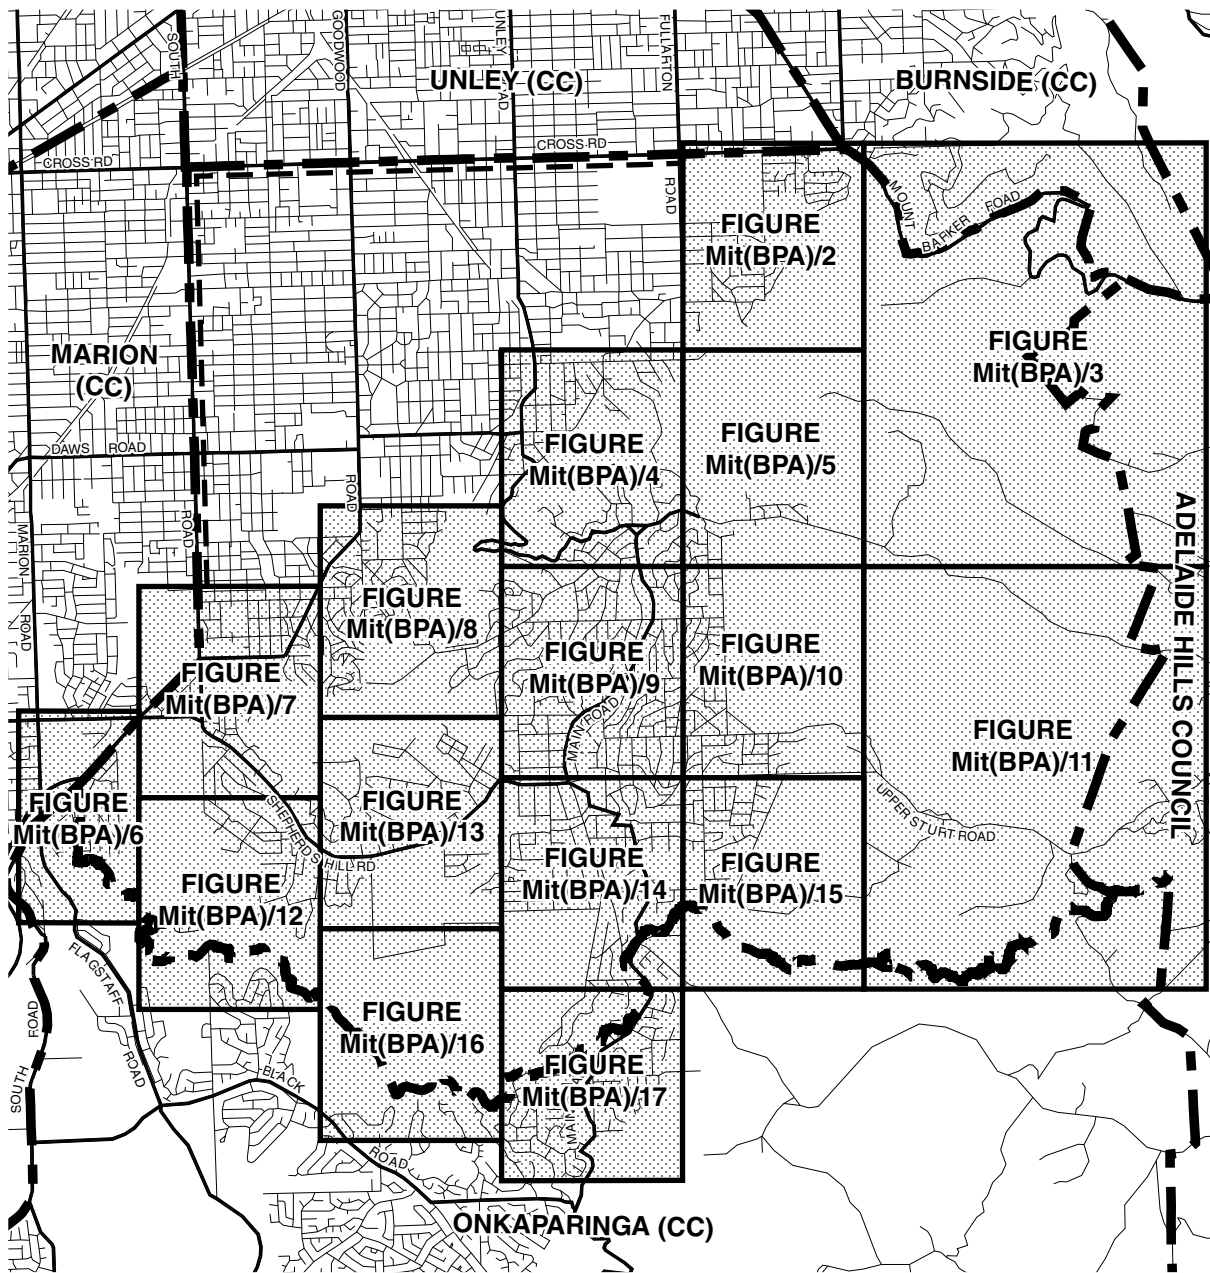 SOUTH
GOODWOOD
UNLEY
ROAD
FULLARTON
UNLEY (CC)
BURNSIDE (CC)
CROSS RD
CROSS RD
ROAD
MOUNT
BARKER
ROAD
FIGURE
Mit(BPA)/2
FIGURE
Mit(BPA)/3
MARION
(CC)
DAWS ROAD
FIGURE
Mit(BPA)/4
FIGURE
Mit(BPA)/5
ROAD
ROAD
MARION
ROAD
ADELAIDE HILLS COUNCIL
FIGURE
Mit(BPA)/8
FIGURE
Mit(BPA)/9
FIGURE
Mit(BPA)/10
FIGURE
Mit(BPA)/7
MAIN ROAD
FIGURE
Mit(BPA)/11
FIGURE
Mit(BPA)/6
SHEPHERDS HILL RD
FIGURE
Mit(BPA)/13
UPPER STURT ROAD
FIGURE
Mit(BPA)/12
FIGURE
Mit(BPA)/14
FIGURE
Mit(BPA)/15
FLAGSTAFF
ROAD
SOUTH
ROAD
FIGURE
Mit(BPA)/16
FIGURE
Mit(BPA)/17
BLACK
ROAD
MAIN
ONKAPARINGA (CC)